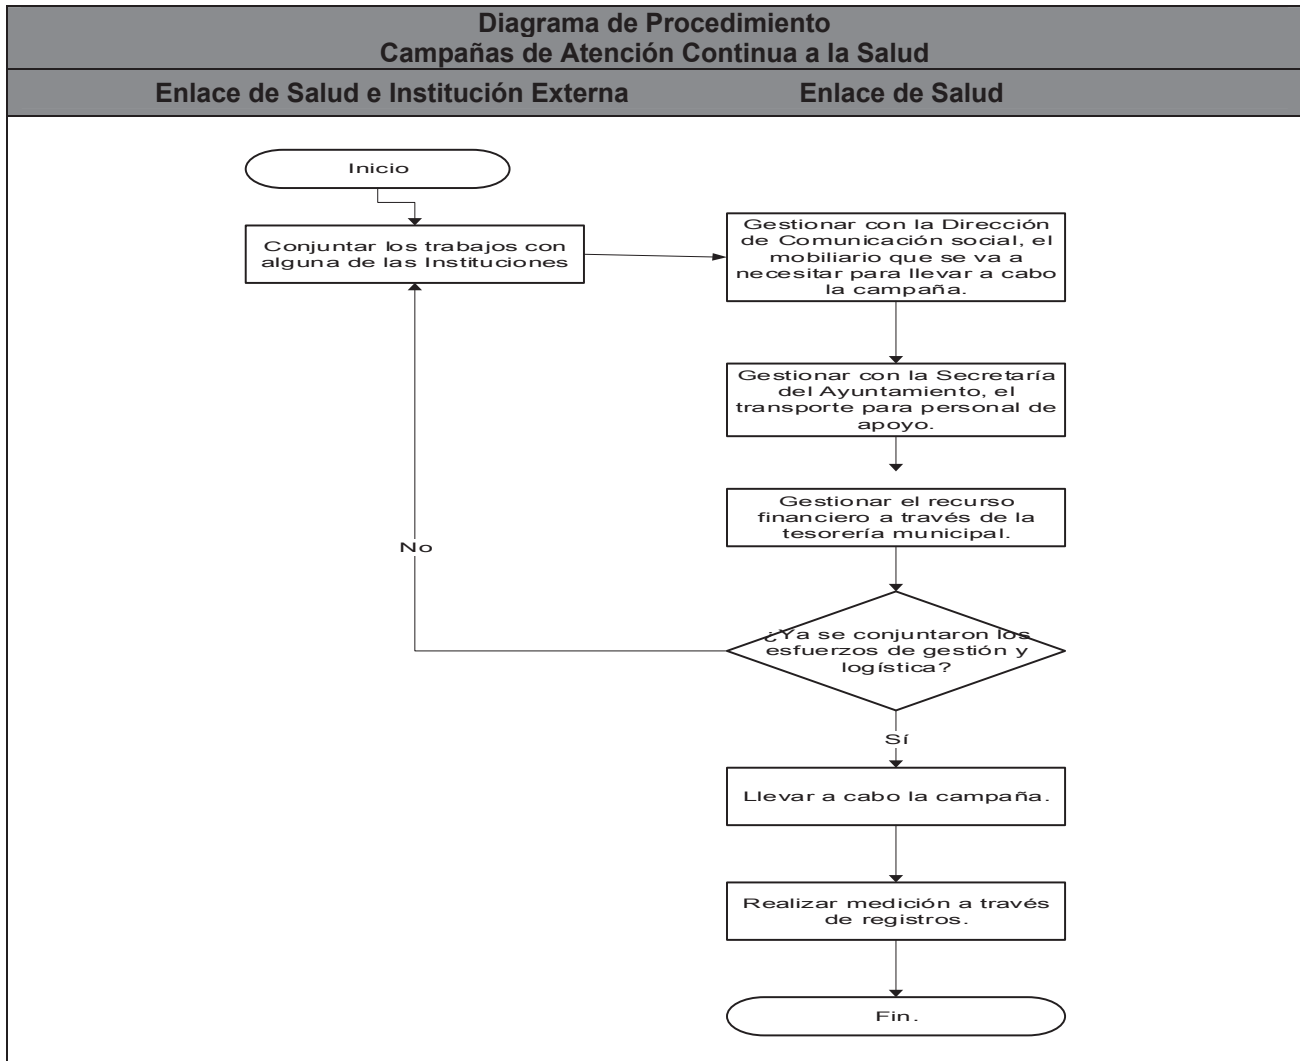 Diagrama de Procedimiento
Campañas de Atención Continua a la Salud
Enlace de Salud e Institución Externa
Enlace de Salud
Inicio
Conjuntar los trabajos con
alguna de las Instituciones
Gestionar con la Dirección
de Comunicación social, el
mobiliario que se va a
necesitar para llevar a cabo
la campaña.
Gestionar con la Secretaría
del Ayuntamiento, el
transporte para personal de
apoyo.
Gestionar el recurso
financiero a través de la
tesorería municipal.
No
¿Ya se conjuntaron los
esfuerzos de gestión y
logística?
Sí
Llevar a cabo la campaña.
Realizar medición a través
de registros.
Fin.